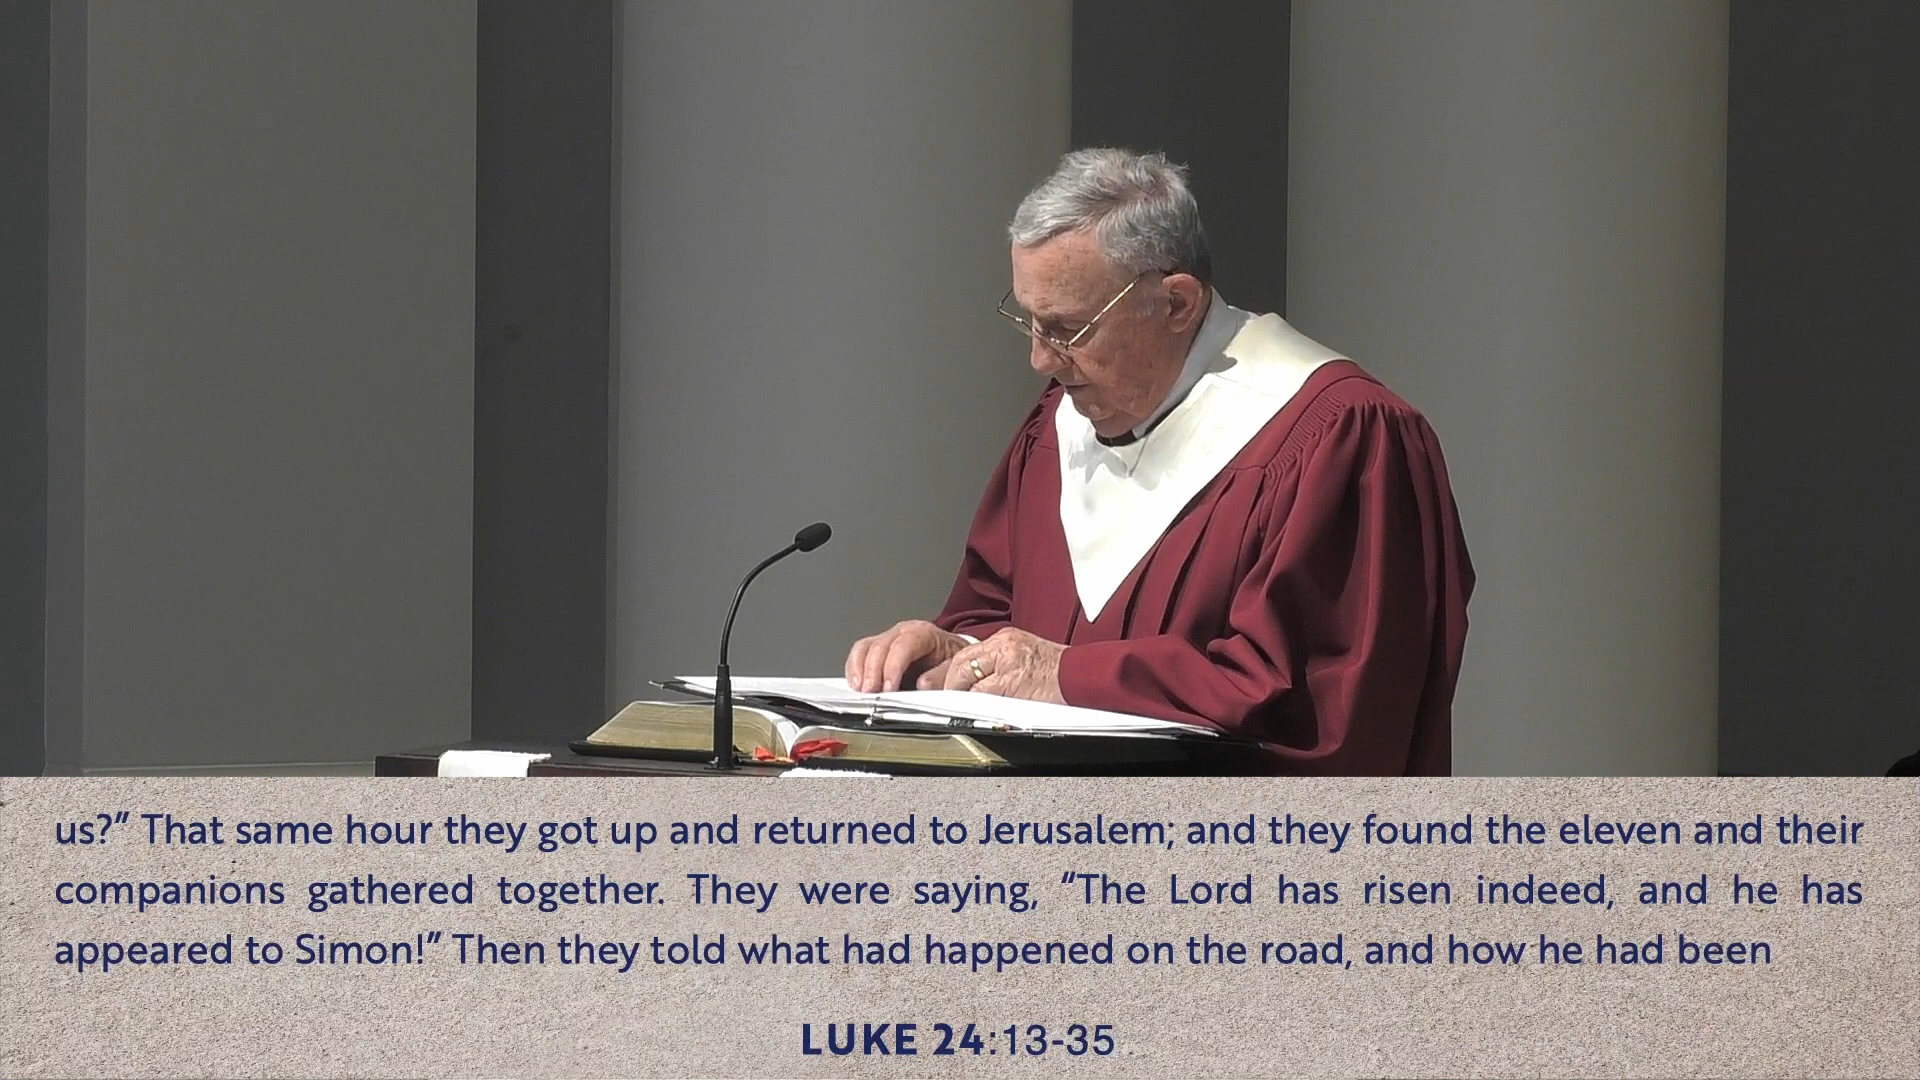 us?” That same hour they got up and returned to Jerusalem; and they found the eleven and their
companions gathered together. They were saying, “The Lord has risen indeed, and he has
appeared to Simon!” Then they told what had happened on the road, and how he had been
LUKE 24:13-35